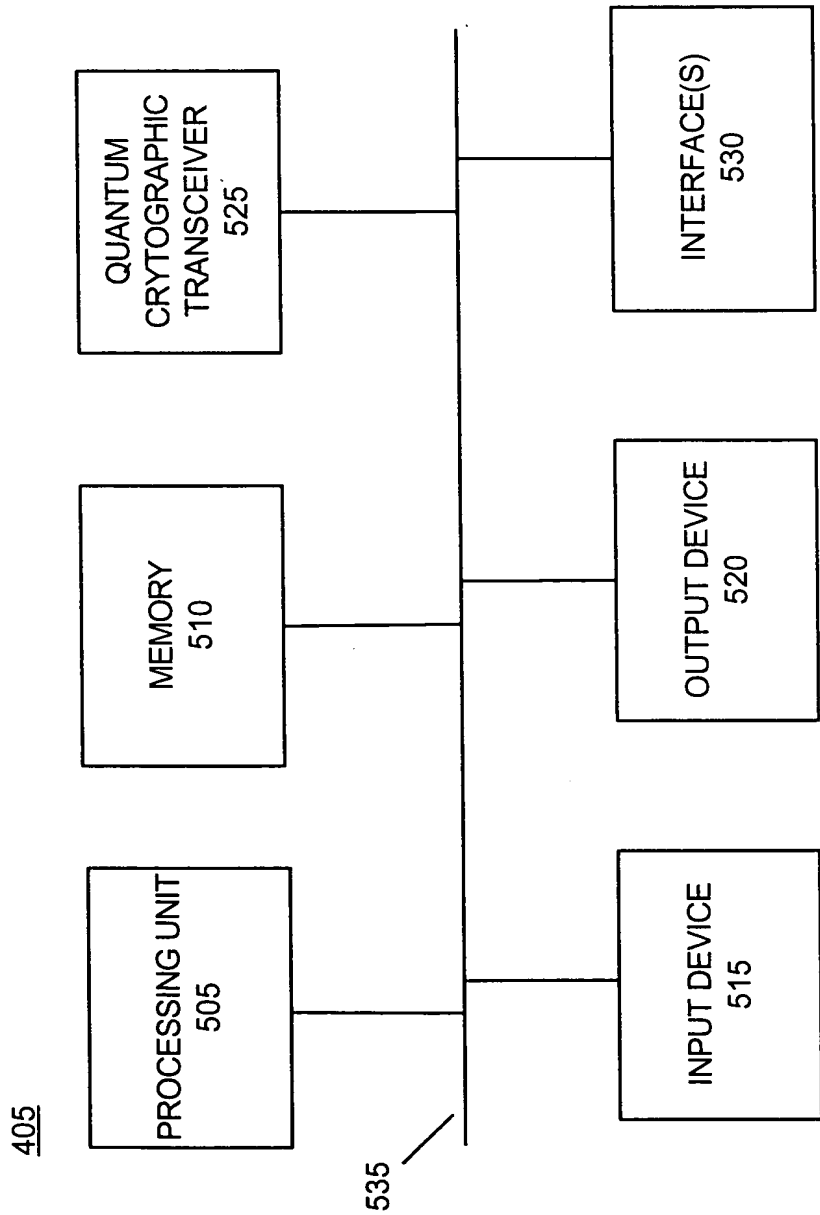 405
PROCESSING UNIT
505
MEMORY
510
QUANTUM
CRYTOGRAPHIC
TRANSCEIVER
525
535
INPUT DEVICE
515
OUTPUT DEVICE
520
INTERFACE(S)
530